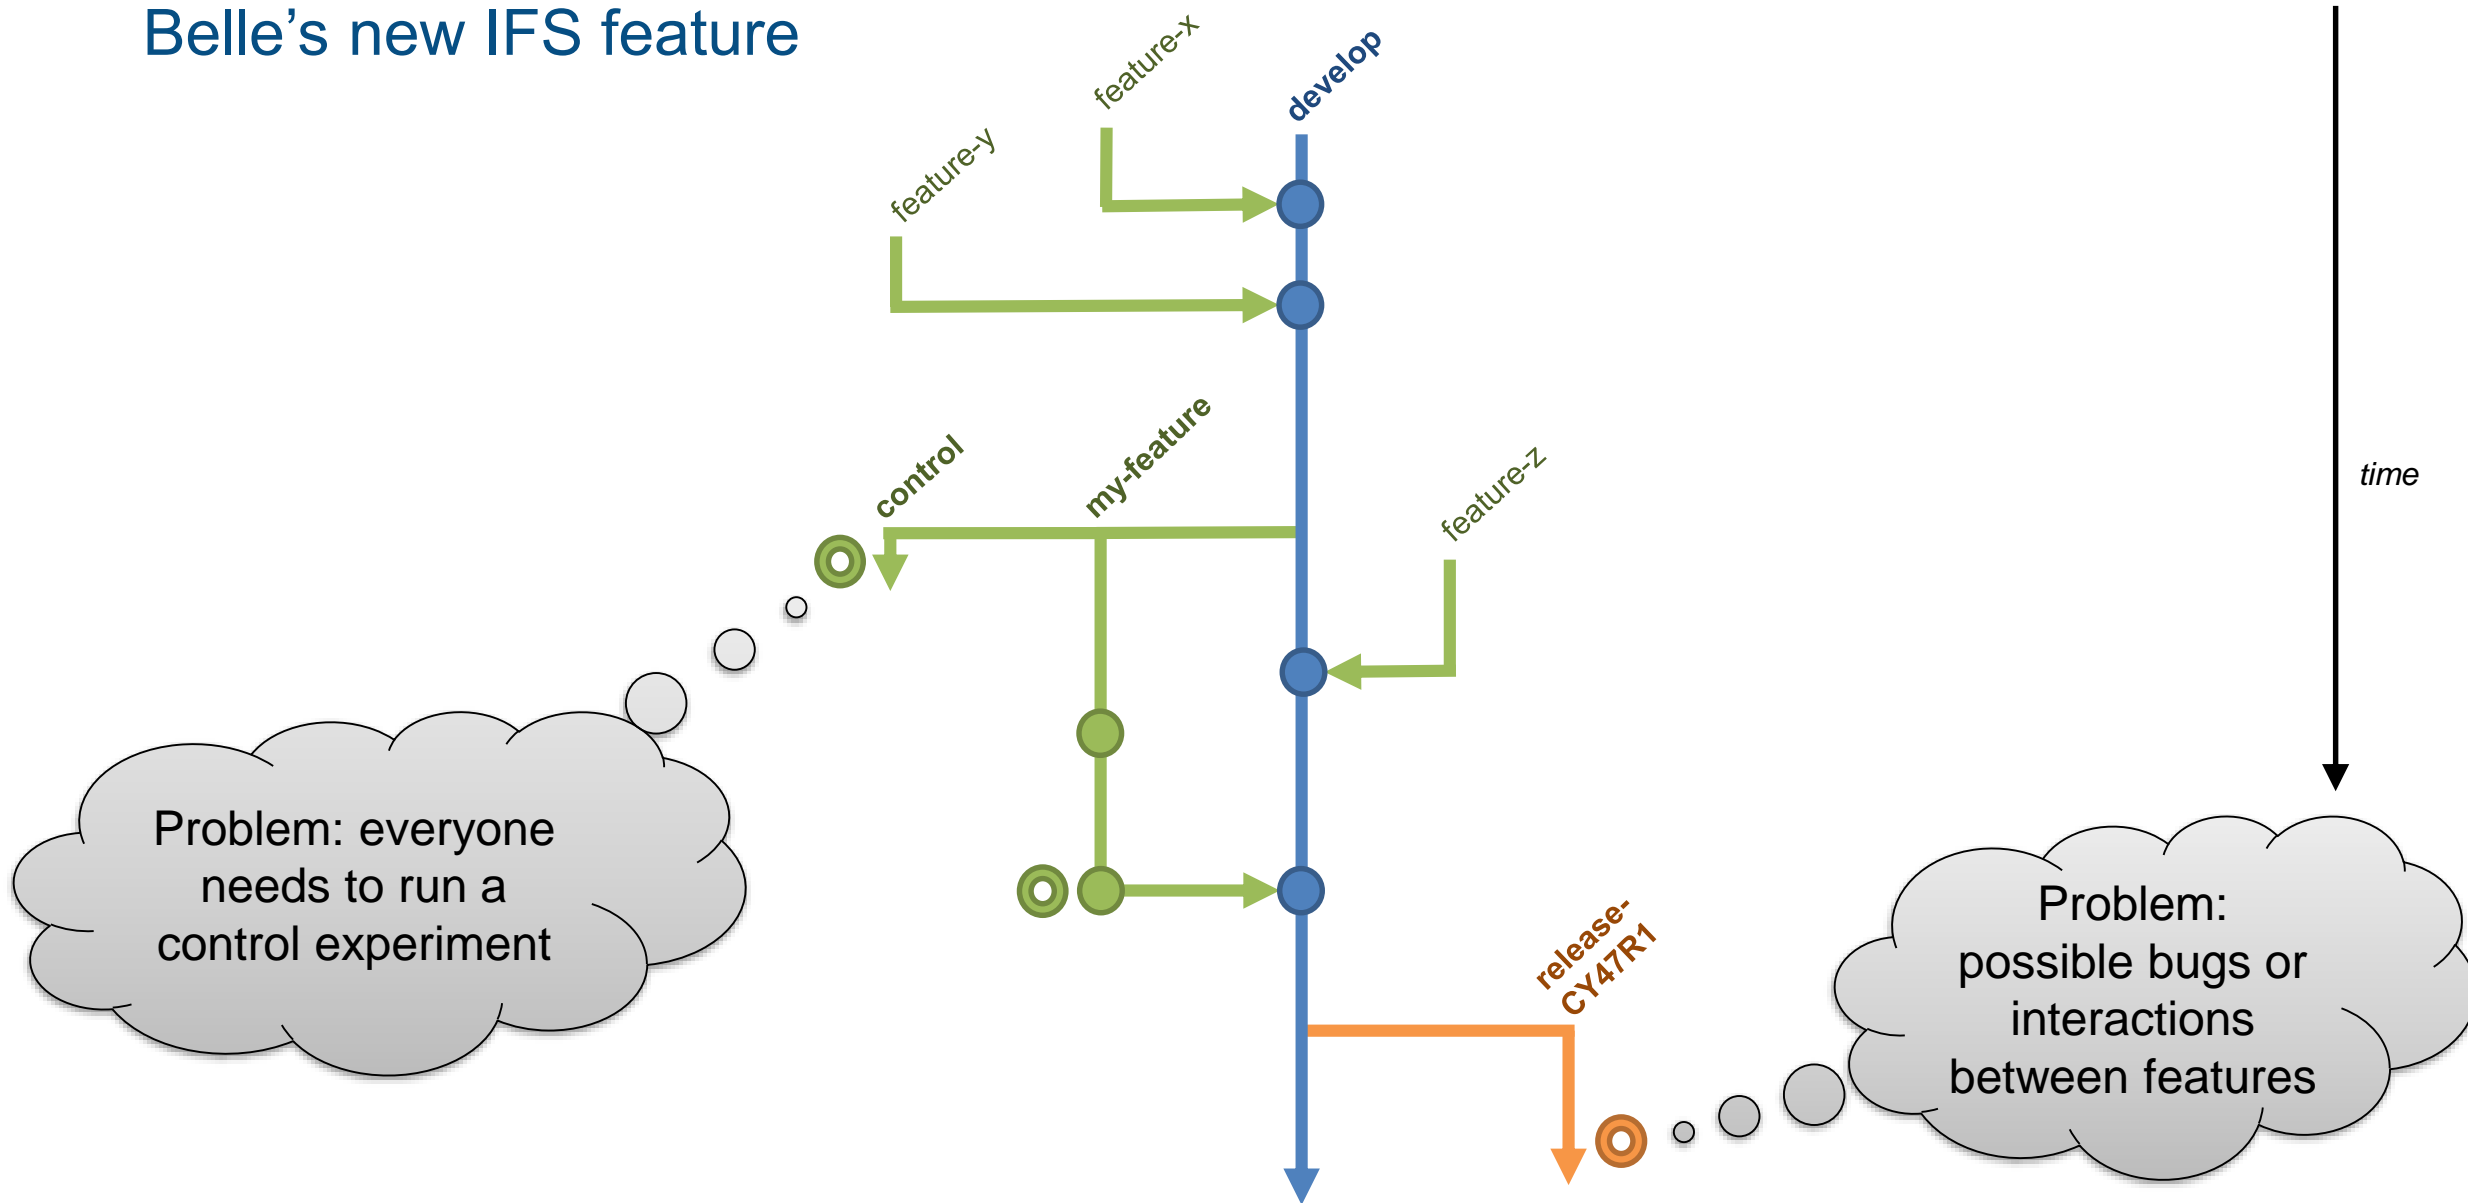 Belle’s new IFS feature
feature-x
develop
feature-y
control
my-feature
feature-z
time
Problem: everyone
needs to run a
control experiment
release-
CY47R1
Problem:
possible bugs or
interactions
between features